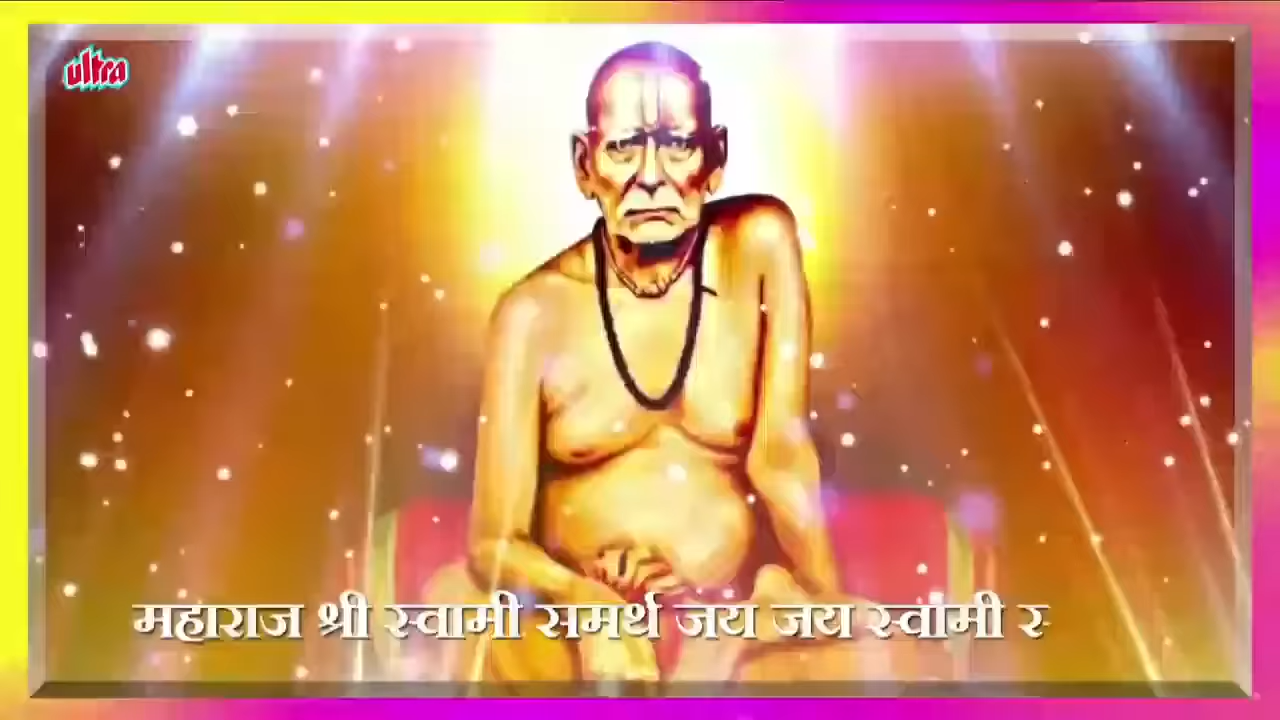 ultra
महाराज श्री स्वामी समर्थ जय जय स्वामी